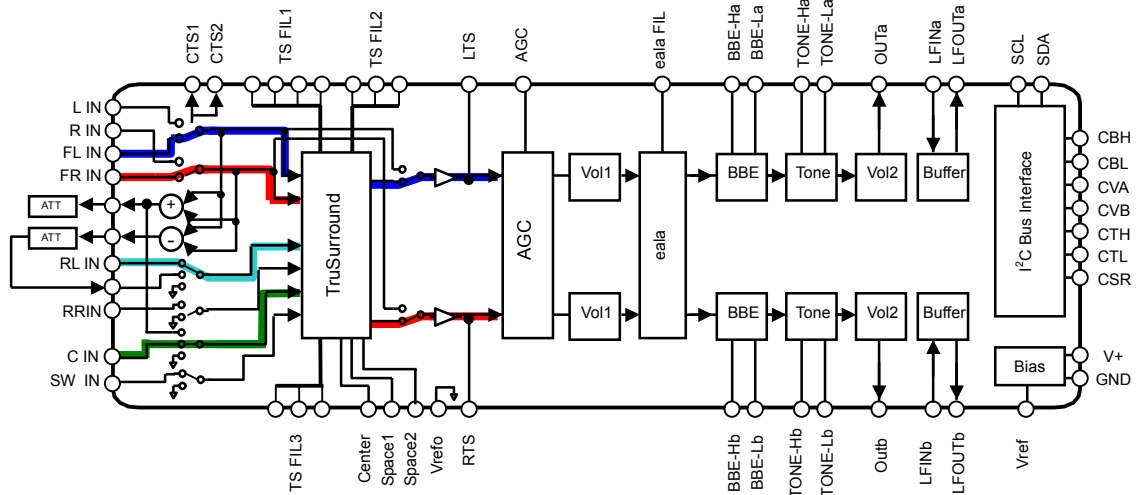 CTS1
CTS2
TS FIL1
TS FIL2
LTS
AGC
eala FIL
BBE-Ha
BBE-La
TONE-Ha
TONE-La
OUTa
LFINa
LFOUTa
SCL
SDA
L IN
R IN
FL IN
FR IN
ATT
+
ATT
-
RL IN
RRIN
C IN
SW IN
TruSurround
AGC
Vol1
eala
BBE
Tone
Vol2
Buffer
Vol1
BBE
Tone
Vol2
Buffer
I²C Bus Interface
Bias
CBH
CBL
CVA
CVB
CTH
CTL
CSR
V+
GND
TS FIL3
Center
Space1
Space2
Vrefo
RTS
BBE-Hb
BBE-Lb
TONE-Hb
TONE-Lb
Outb
LFINb
LFOUTb
Vref